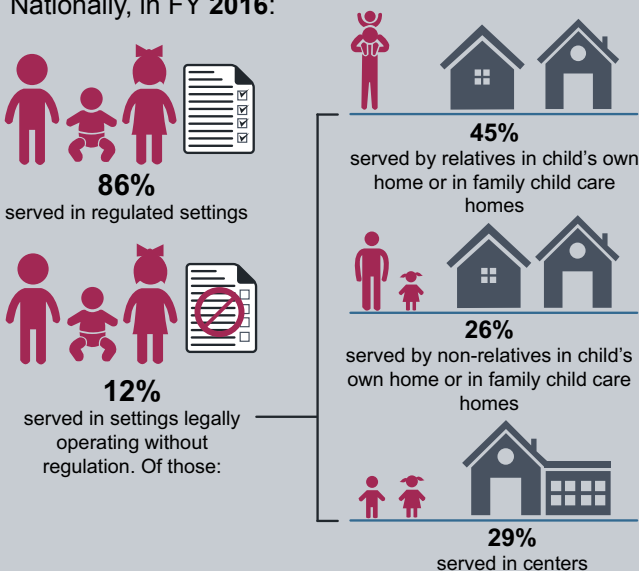 Nationally, in FY 2016:
86%
served in regulated settings
12%
served in settings legally
operating without
regulation. Of those:
45%
served by relatives in child's own
home or in family child care
homes
26%
served by non-relatives in child's
own home or in family child care
homes
29%
served in centers